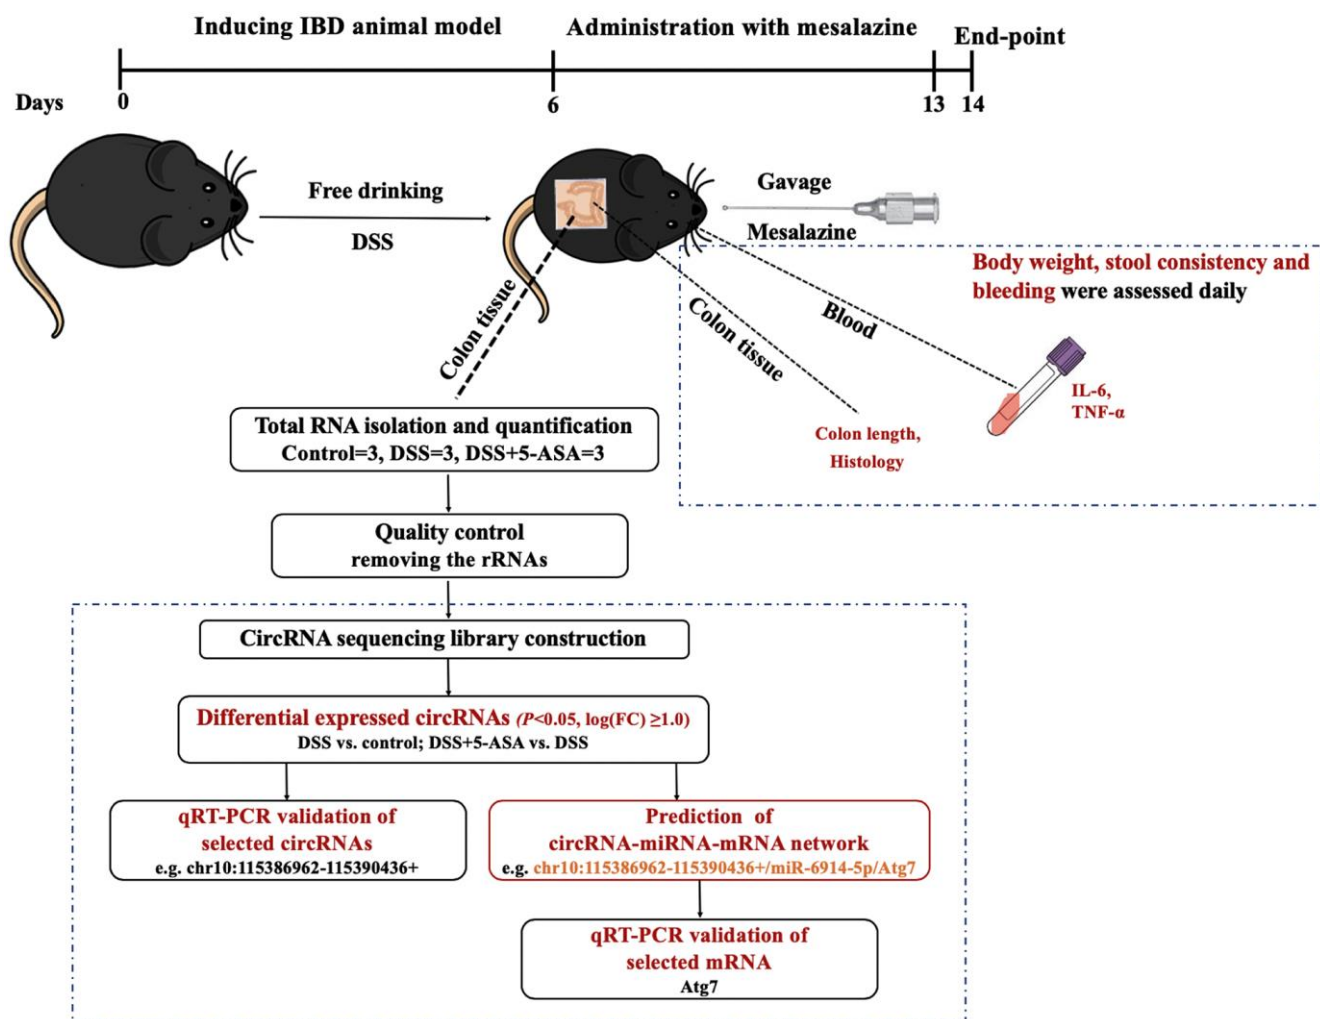 Inducing IBD animal model
Administration with mesalazine
End-point
Days
0
6
13
14
Free drinking
DSS
Gavage
Mesalazine
Body weight, stool consistency and
bleeding were assessed daily
Colon tissue
Colon tissue
Blood
IL-6,
TNF-α
Colon length,
Histology
Total RNA isolation and quantification
Control=3, DSS=3, DSS+5-ASA=3
Quality control
removing the rRNAs
CircRNA sequencing library construction
Differential expressed circRNAs (P<0.05, log(FC) ≥1.0)
DSS vs. control; DSS+5-ASA vs. DSS
qRT-PCR validation of
selected circRNAs
e.g. chr10:115386962-115390436+
Prediction of
circRNA-miRNA-mRNA network
e.g. chr10:115386962-115390436+/miR-6914-5p/Atg7
qRT-PCR validation of
selected mRNA
Atg7